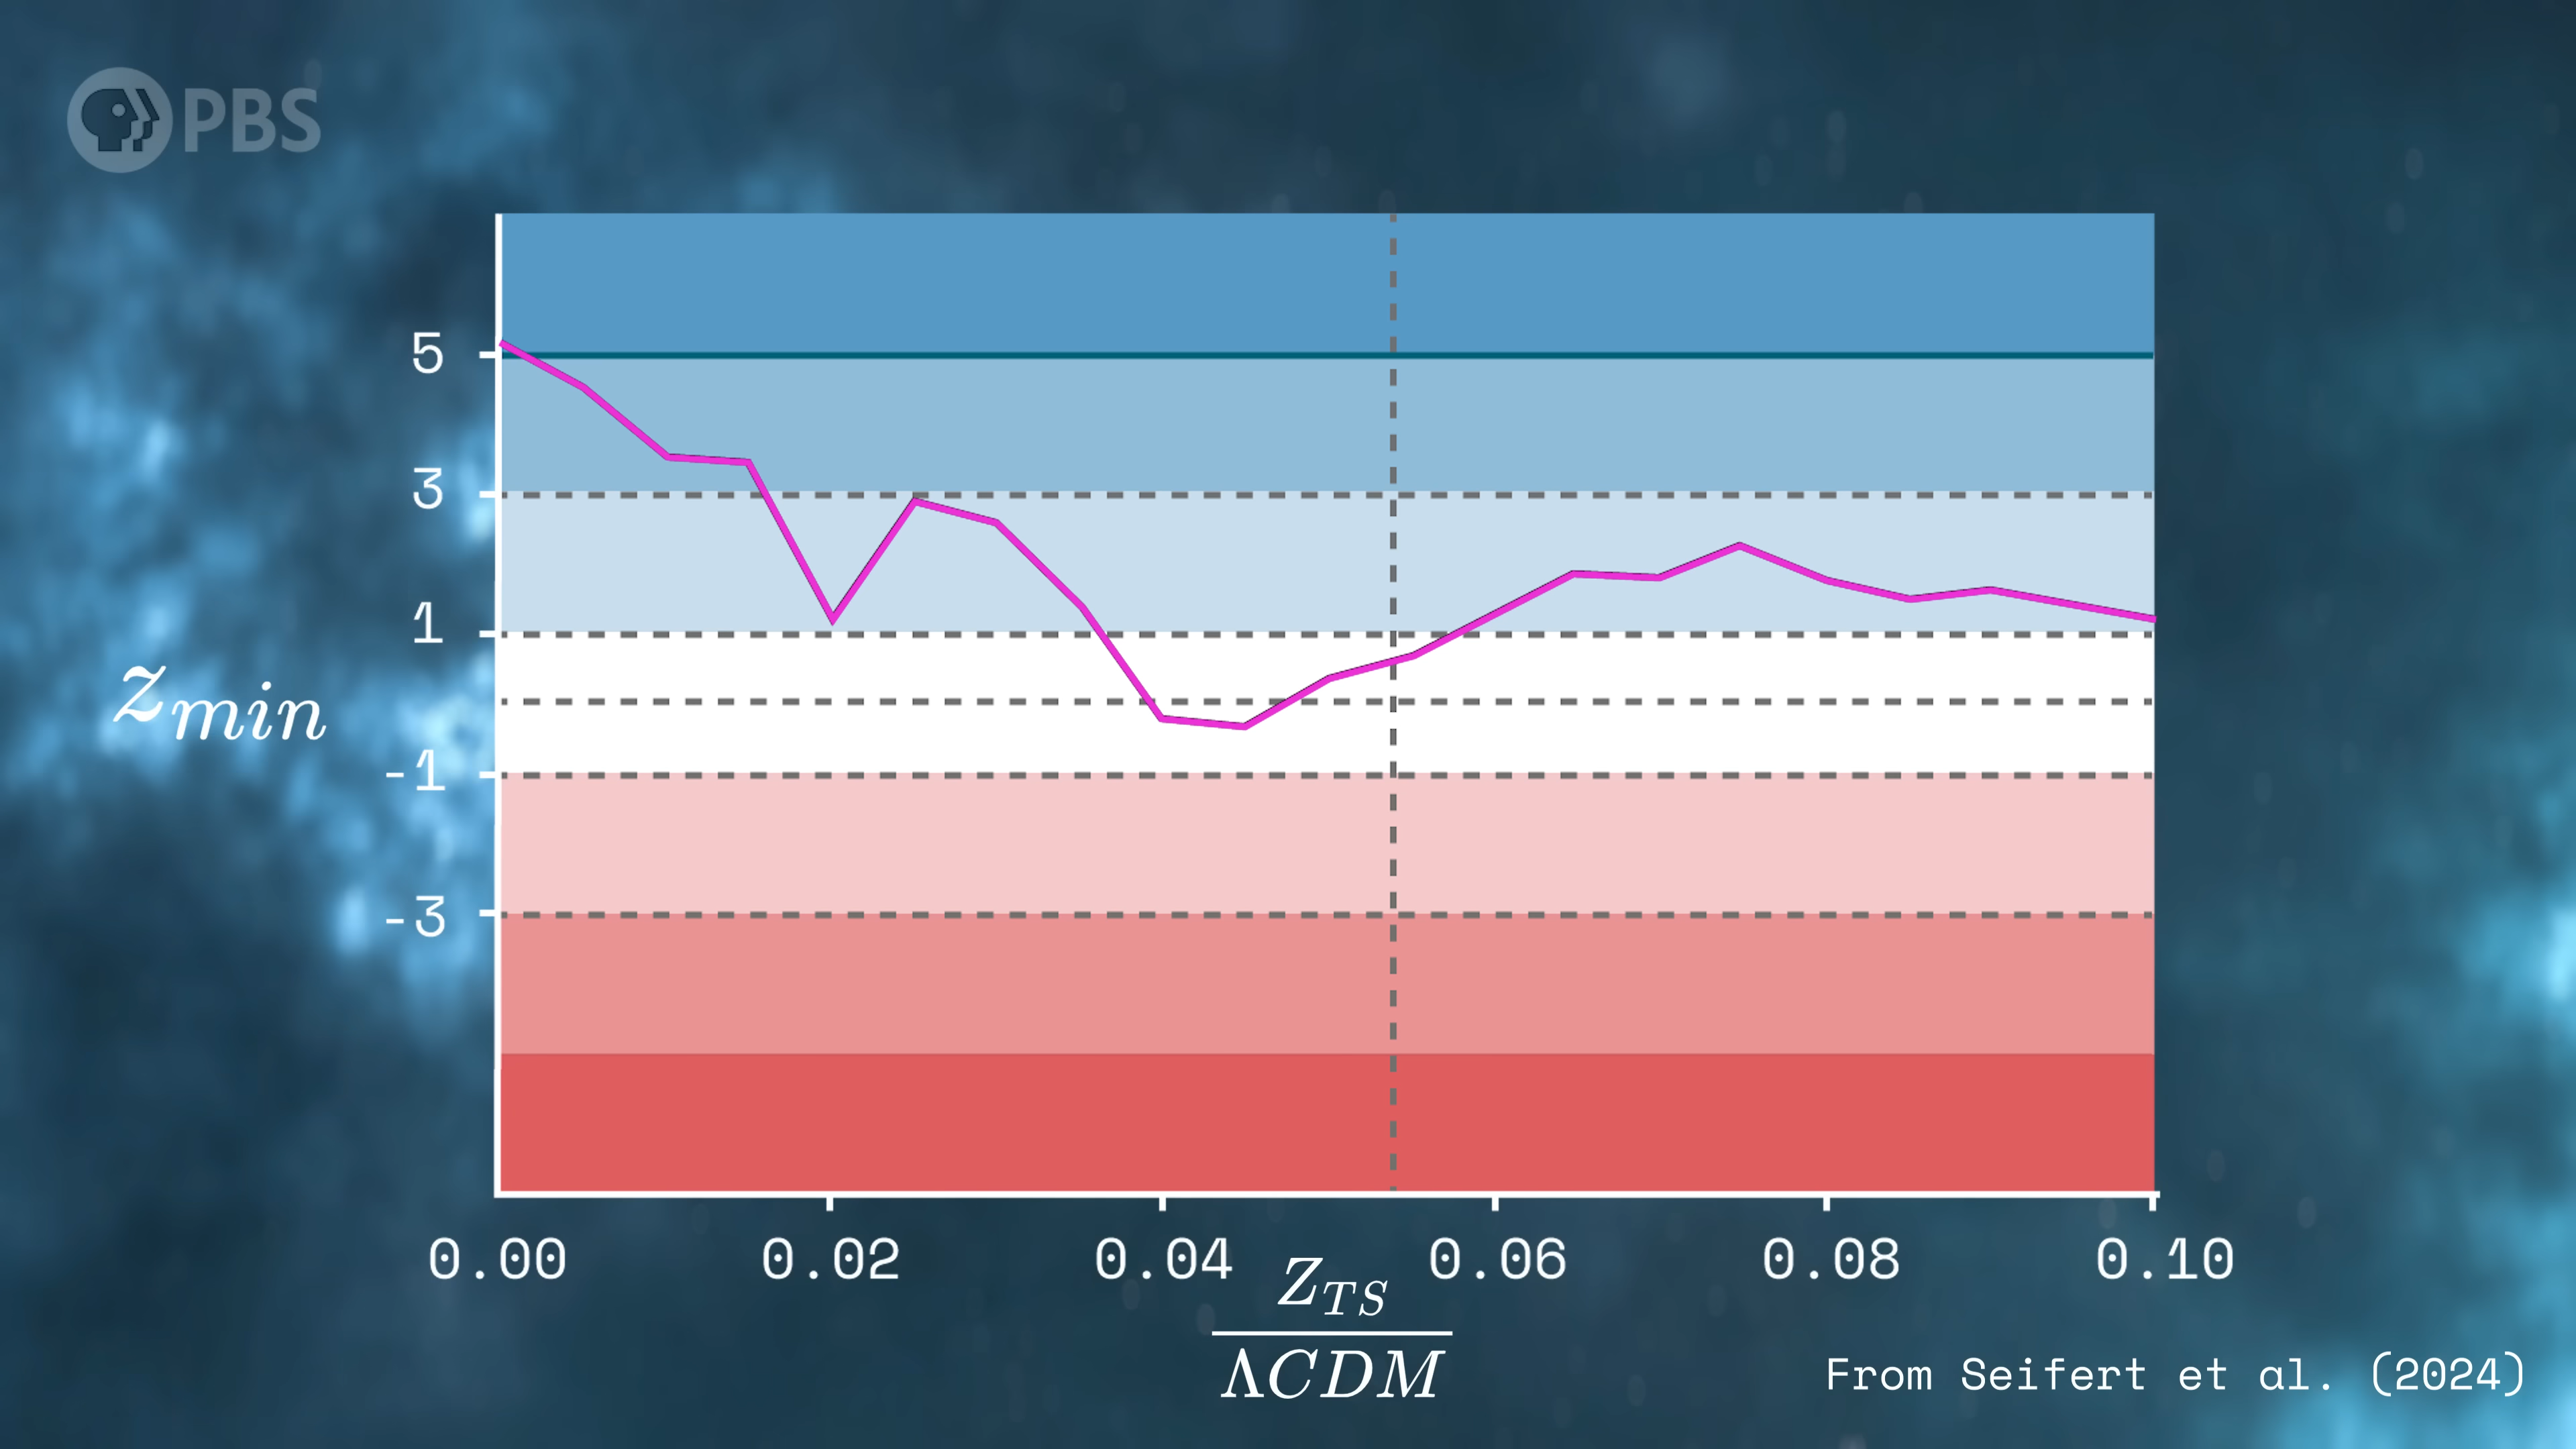 PBS
5
3
1
z_min
-1
-3
0.00 0.02 0.04 0.06 0.08 0.10
Z_TS
ΛCDM
From Seifert et al. (2024)